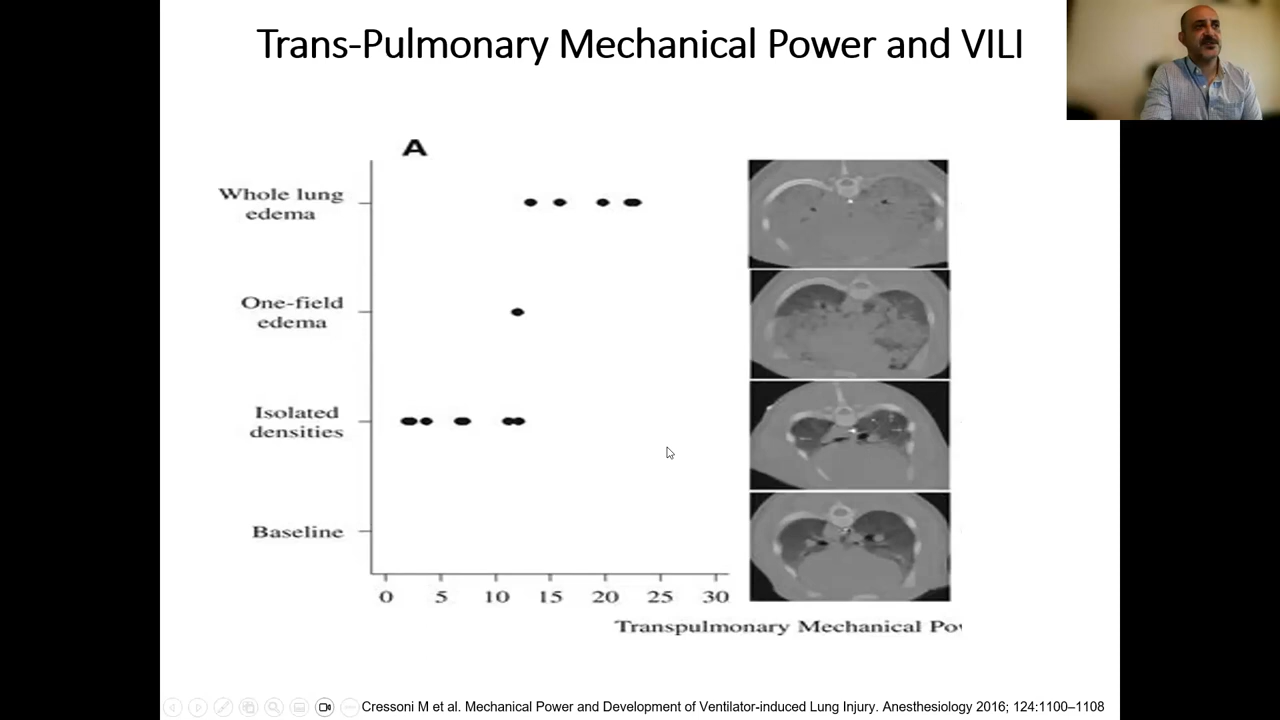 Trans-Pulmonary Mechanical Power and VILI
A
Whole lung
edema
One-field
edema
Isolated
densities
Baseline
0 5 10 15 20 25 30
Transpulmonary Mechanical Pow
Cressoni M et al. Mechanical Power and Development of Ventilator-induced Lung Injury. Anesthesiology 2016; 124:1100–1108